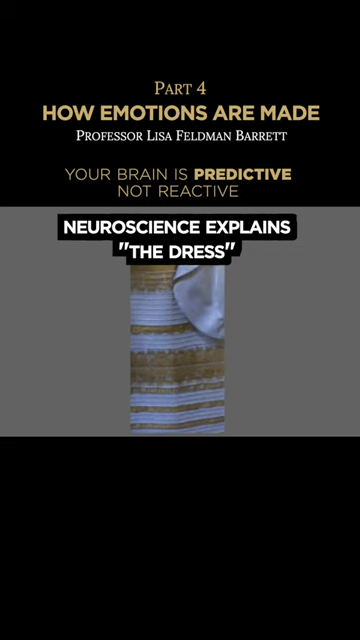 PART 4
HOW EMOTIONS ARE MADE
PROFESSOR LISA FELDMAN BARRETT
YOUR BRAIN IS PREDICTIVE
NOT REACTIVE
NEUROSCIENCE EXPLAINS
"THE DRESS"